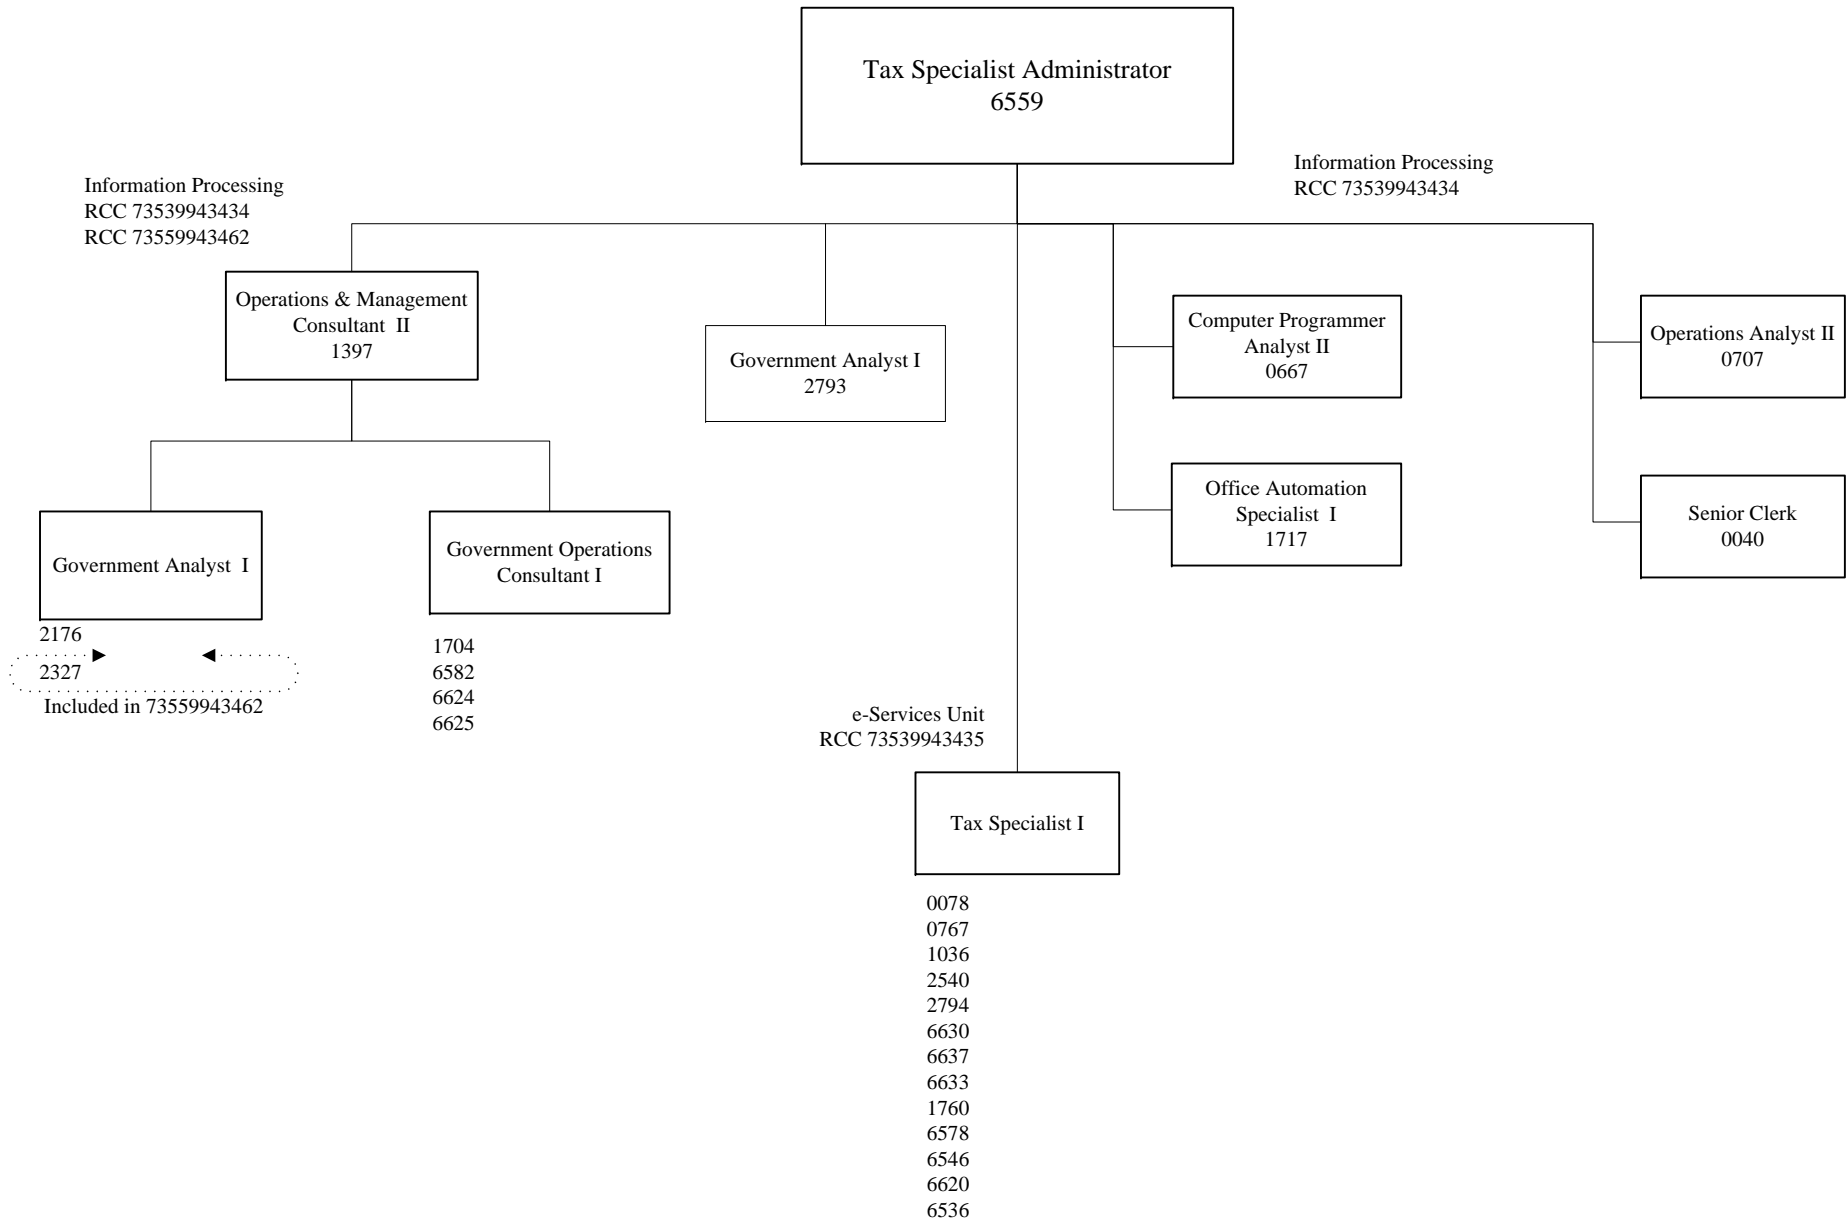 Tax Specialist Administrator
6559
Information Processing
RCC 73539943434
RCC 73559943462
Information Processing
RCC 73539943434
Operations & Management
Consultant II
1397
Government Analyst I
2793
Computer Programmer
Analyst II
0667
Operations Analyst II
0707
Office Automation
Specialist I
1717
Senior Clerk
0040
Government Analyst I
2176
2327
Included in 73559943462
Government Operations
Consultant I
1704
6582
6624
6625
e-Services Unit
RCC 73539943435
Tax Specialist I
0078
0767
1036
2540
2794
6630
6637
6633
1760
6578
6546
6620
6536